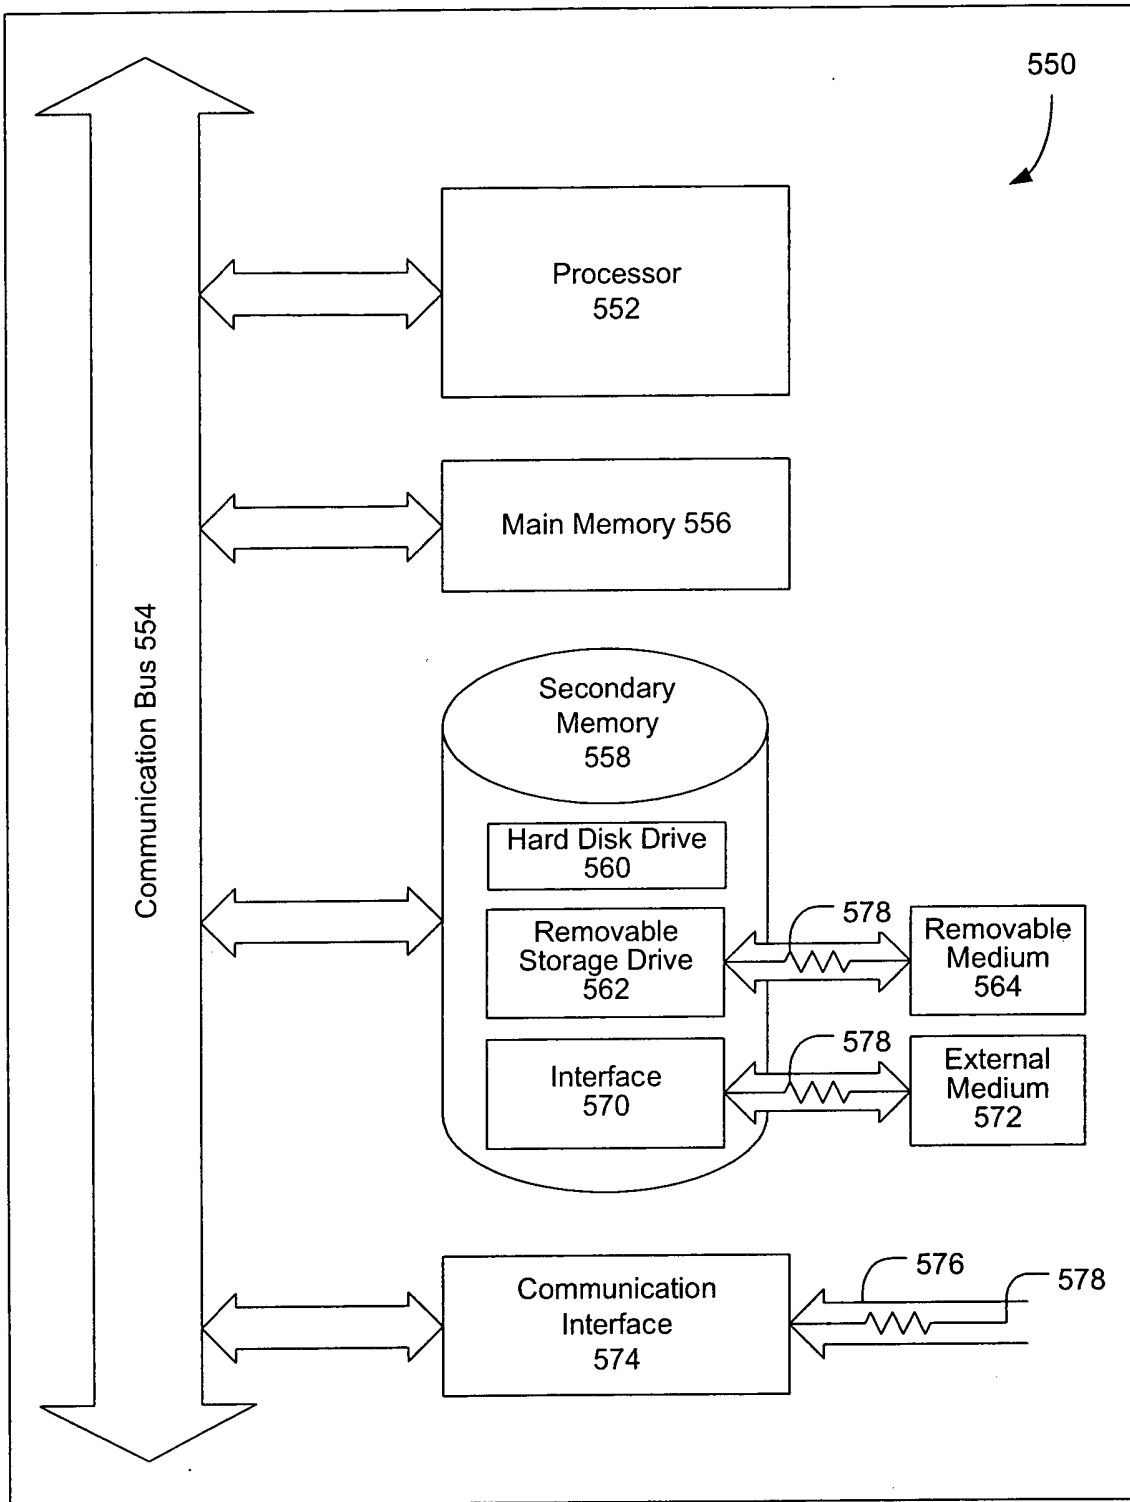 550
Processor
552
Main Memory 556
Communication Bus 554
Secondary
Memory
558
Hard Disk Drive
560
578
Removable
Storage Drive
562
Removable
Medium
564
578
Interface
570
External
Medium
572
576
578
Communication
Interface
574